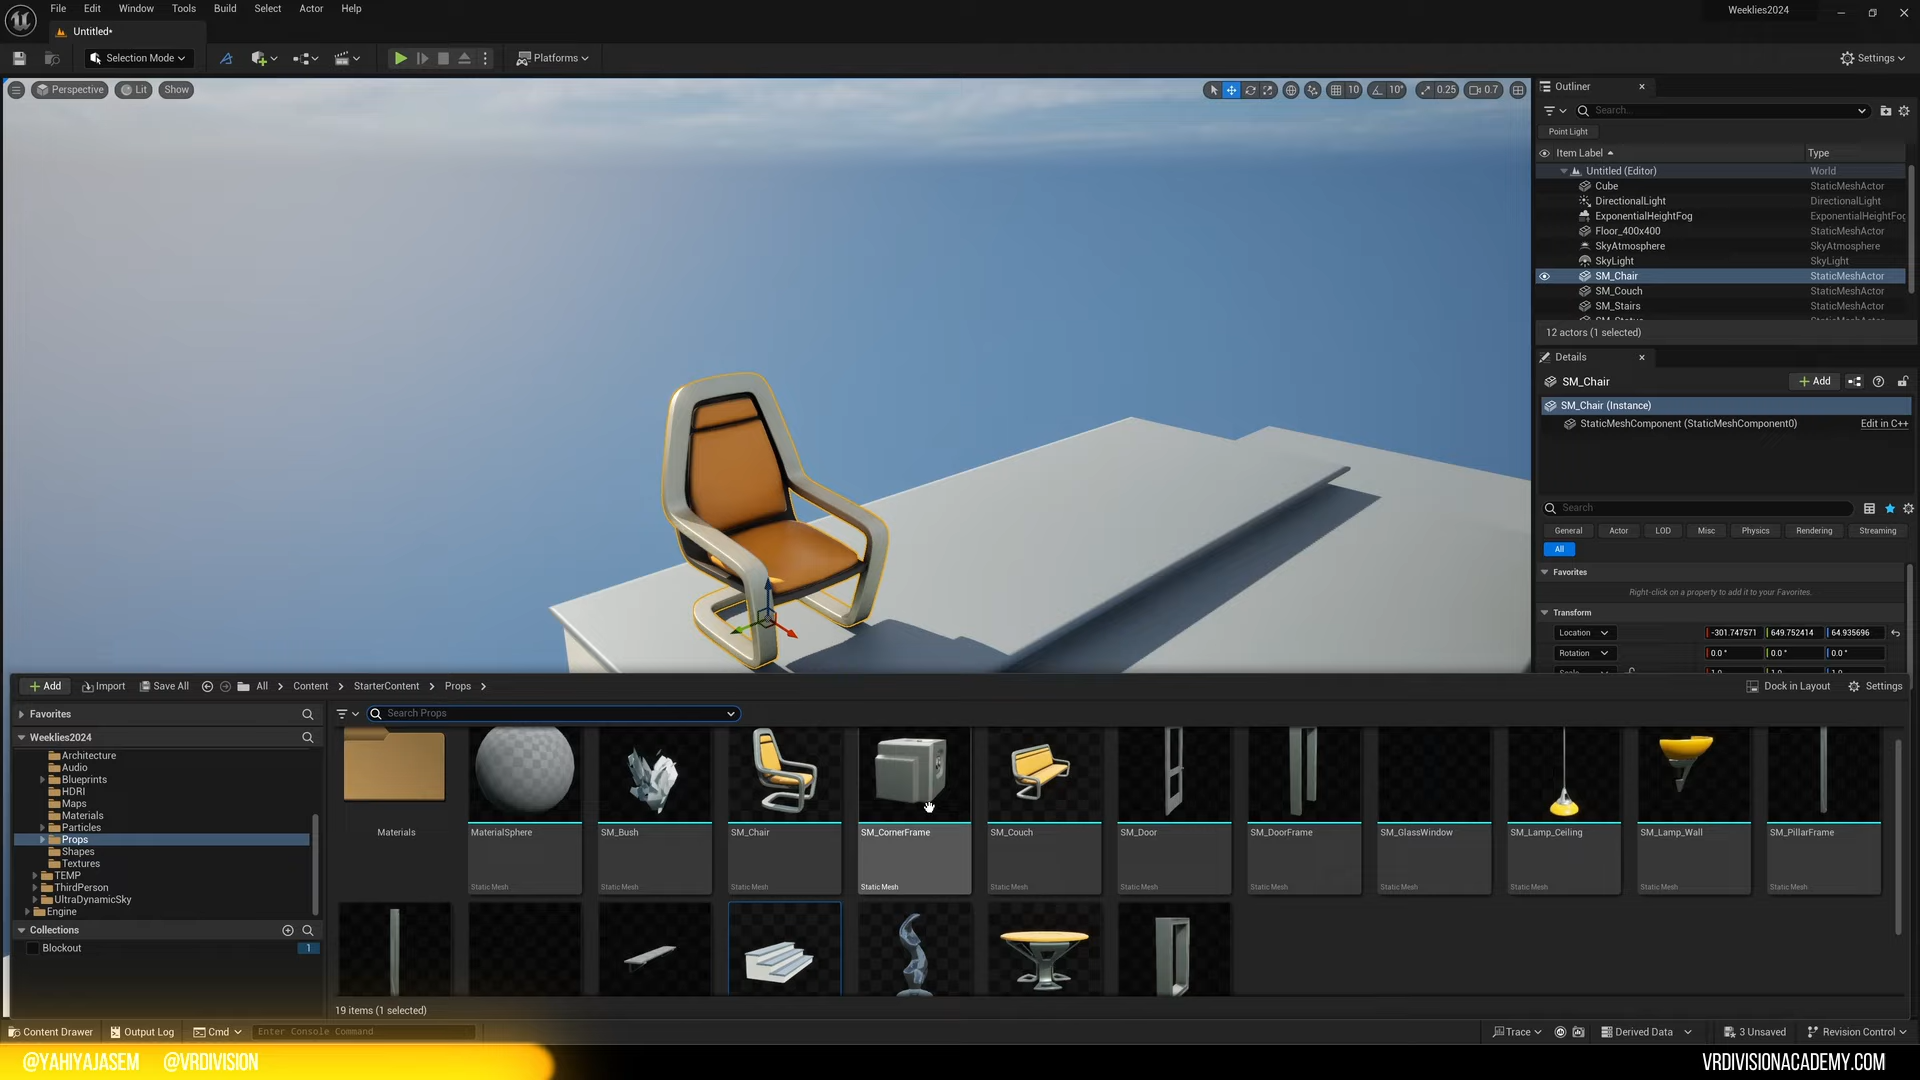 File Edit Window Tools Build Select Actor Help
Weeklies2024
Untitled*
Selection Mode
Platforms
Settings
Perspective Lit Show
10 10° 0.25 0.7
Outliner
Search...
Point Light
Item Label Type
Untitled (Editor) World
Cube StaticMeshActor
DirectionalLight DirectionalLight
ExponentialHeightFog ExponentialHeightFog
Floor_400x400 StaticMeshActor
SkyAtmosphere SkyAtmosphere
SkyLight SkyLight
SM_Chair StaticMeshActor
SM_Couch StaticMeshActor
SM_Stairs StaticMeshActor
12 actors (1 selected)
Details
SM_Chair
Add
SM_Chair (Instance)
StaticMeshComponent (StaticMeshComponent0) Edit in C++
Search
General Actor LOD Misc Physics Rendering Streaming
All
Favorites
Right-click on a property to add it to your Favorites.
Transform
Location -301.747571 649.752414 64.935696
Rotation 0.0° 0.0° 0.0°
Add Import Save All All Content StarterContent Props
Dock in Layout Settings
Favorites
Search Props
Weeklies2024
Architecture
Audio
Blueprints
HDRI
Maps
Materials
Particles
Props
Shapes
Textures
TEMP
ThirdPerson
UltraDynamicSky
Engine
Collections
Blockout 1
Materials MaterialSphere SM_Bush SM_Chair SM_CornerFrame SM_Couch SM_Door SM_DoorFrame SM_GlassWindow SM_Lamp_Ceiling SM_Lamp_Wall SM_PillarFrame
Static Mesh Static Mesh Static Mesh Static Mesh Static Mesh Static Mesh Static Mesh Static Mesh Static Mesh Static Mesh Static Mesh
19 items (1 selected)
Content Drawer Output Log Cmd Enter Console Command
Trace Derived Data 3 Unsaved Revision Control
@YAHIYAJASEM @VRDIVISION
VRDIVISIONACADEMY.COM